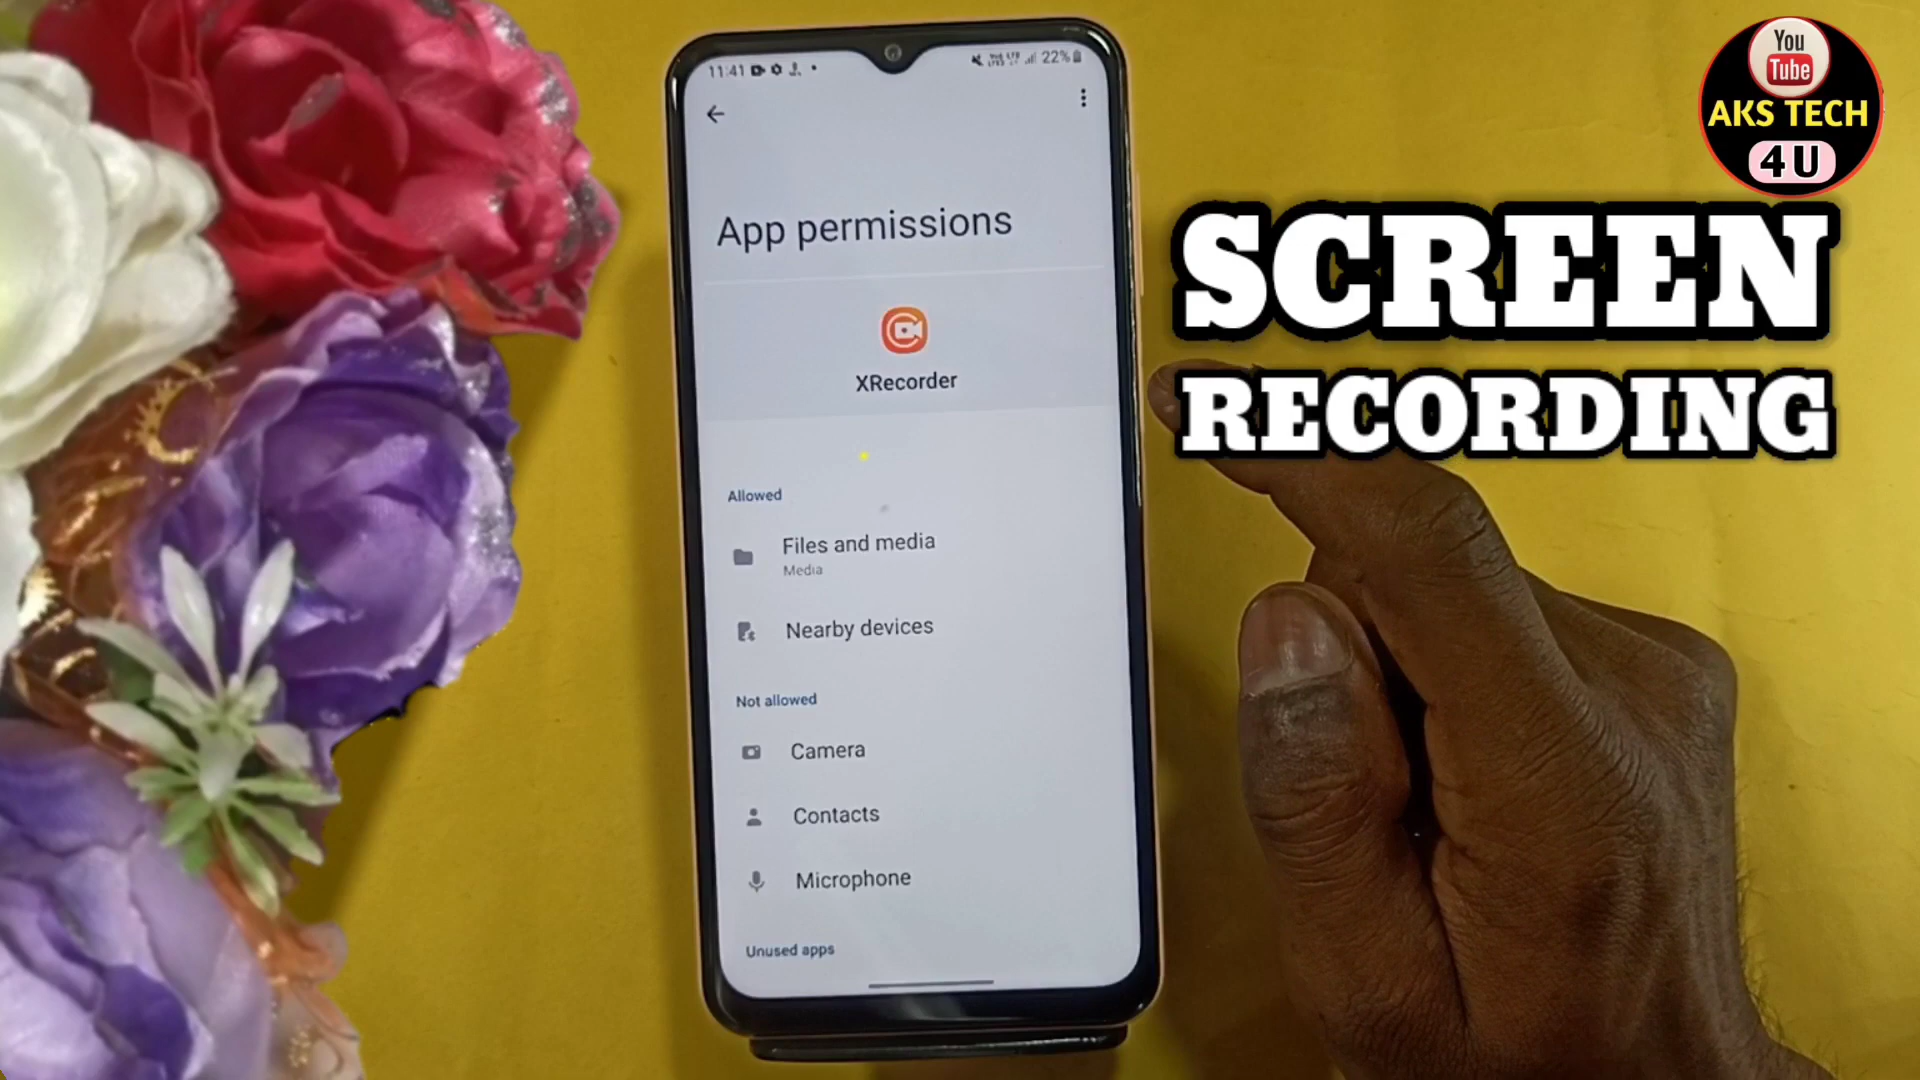 11:41
22%
App permissions
XRecorder
Allowed
Files and media
Media
Nearby devices
Not allowed
Camera
Contacts
Microphone
Unused apps
You
Tube
AKS TECH
4 U
SCREEN
RECORDING